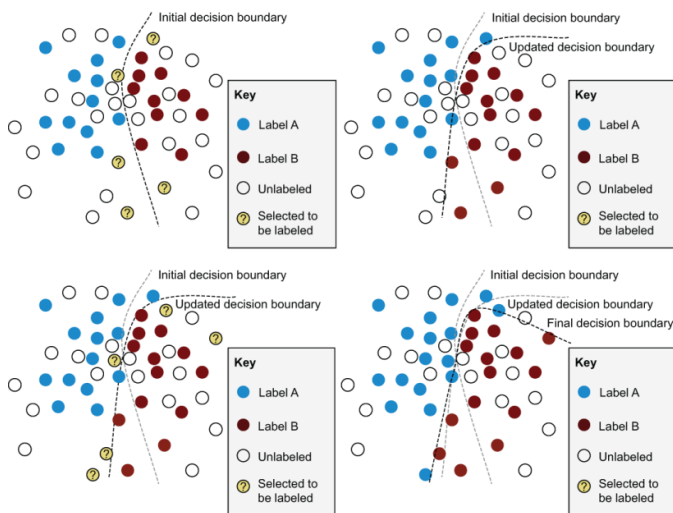 Initial decision boundary
?
?
?
?
?
Key
Label A
Label B
Unlabeled
? Selected to
be labeled
Initial decision boundary
Updated decision boundary
Key
Label A
Label B
Unlabeled
? Selected to
be labeled
Initial decision boundary
Updated decision boundary
?
?
?
?
?
Key
Label A
Label B
Unlabeled
? Selected to
be labeled
Initial decision boundary
Updated decision boundary
Final decision boundary
Key
Label A
Label B
Unlabeled
? Selected to
be labeled